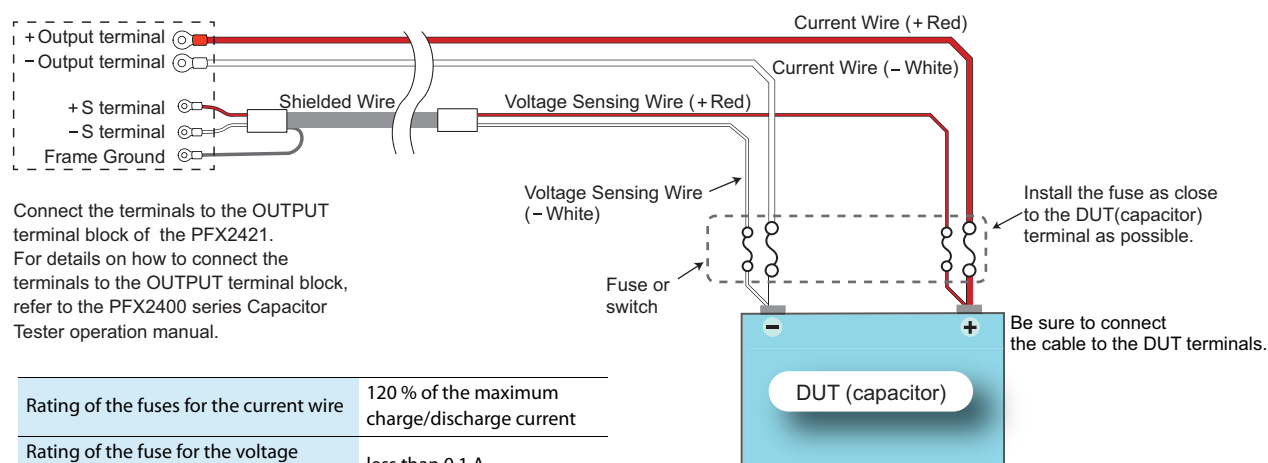 Current Wire (+Red)
+Output terminal
−Output terminal
Current Wire (−White)
+S terminal
Shielded Wire
Voltage Sensing Wire (+Red)
−S terminal
Frame Ground
Voltage Sensing Wire
(−White)
Install the fuse as close
to the DUT(capacitor)
terminal as possible.
Connect the terminals to the OUTPUT
terminal block of the PFX2421.
For details on how to connect the
terminals to the OUTPUT terminal block,
refer to the PFX2400 series Capacitor
Tester operation manual.
Fuse or
switch
− +
Be sure to connect
the cable to the DUT terminals.
DUT (capacitor)
Rating of the fuses for the current wire
120 % of the maximum
charge/discharge current
Rating of the fuse for the voltage
less than 0.1 A